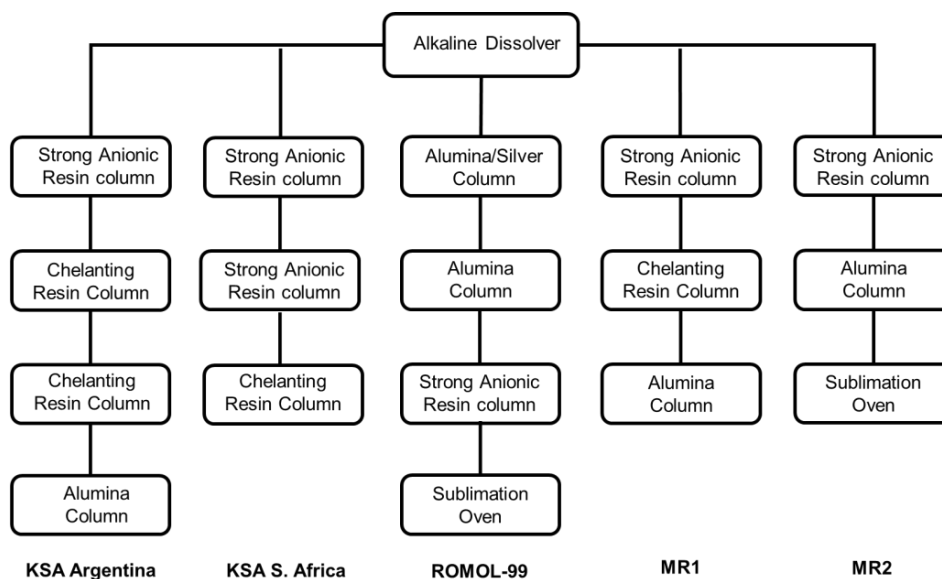 Alkaline Dissolver
Strong Anionic
Resin column
Strong Anionic
Resin column
Alumina/Silver
Column
Strong Anionic
Resin column
Strong Anionic
Resin column
Chelanting
Resin Column
Strong Anionic
Resin column
Alumina
Column
Chelanting
Resin Column
Alumina
Column
Chelanting
Resin Column
Chelanting
Resin Column
Strong Anionic
Resin column
Alumina
Column
Sublimation
Oven
Alumina
Column
Sublimation
Oven
KSA Argentina
KSA S. Africa
ROMOL-99
MR1
MR2